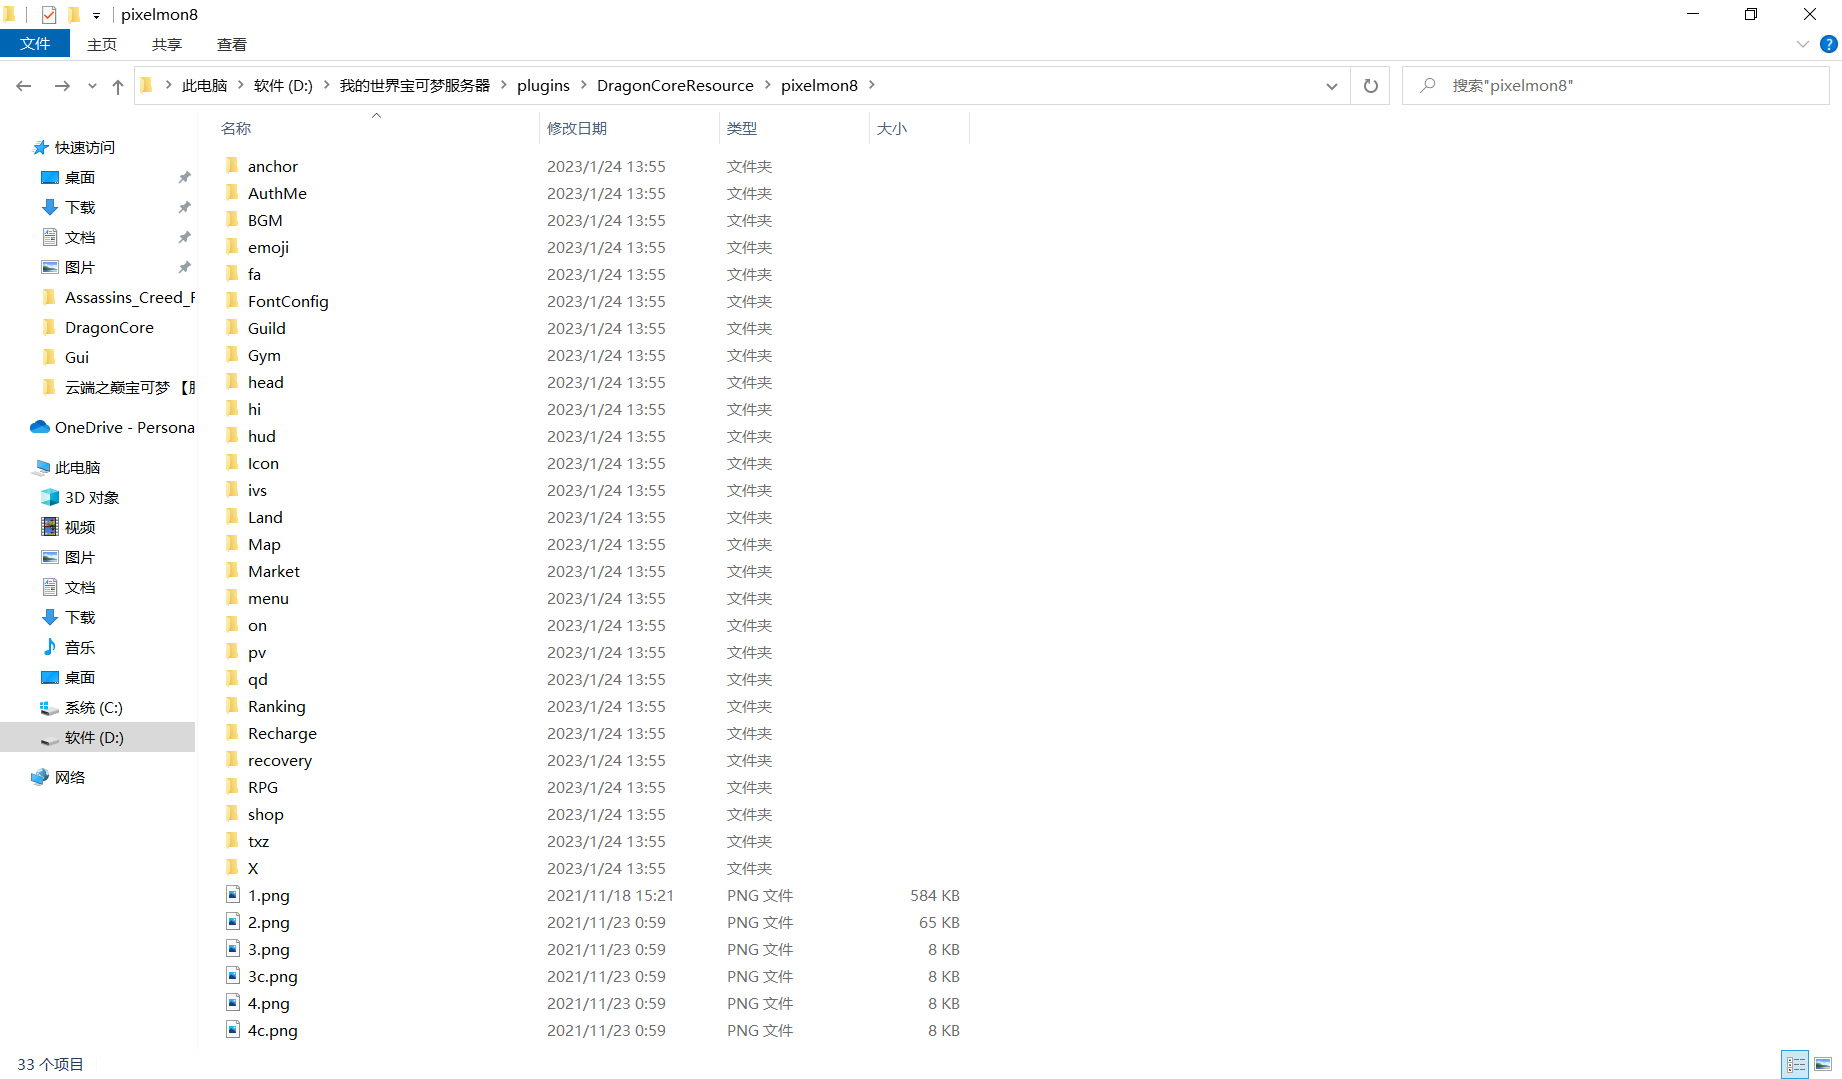 pixelmon8
文件 主页 共享 查看
此电脑 软件 (D:) 我的世界宝可梦服务器 plugins DragonCoreResource pixelmon8
搜索"pixelmon8"
快速访问
桌面
下载
文档
图片
Assassins_Creed_
DragonCore
Gui
云端之巅宝可梦 【
OneDrive - Persona
此电脑
3D 对象
视频
图片
文档
下载
音乐
桌面
系统 (C:)
软件 (D:)
网络
名称 修改日期 类型 大小
anchor 2023/1/24 13:55 文件夹
AuthMe 2023/1/24 13:55 文件夹
BGM 2023/1/24 13:55 文件夹
emoji 2023/1/24 13:55 文件夹
fa 2023/1/24 13:55 文件夹
FontConfig 2023/1/24 13:55 文件夹
Guild 2023/1/24 13:55 文件夹
Gym 2023/1/24 13:55 文件夹
head 2023/1/24 13:55 文件夹
hi 2023/1/24 13:55 文件夹
hud 2023/1/24 13:55 文件夹
Icon 2023/1/24 13:55 文件夹
ivs 2023/1/24 13:55 文件夹
Land 2023/1/24 13:55 文件夹
Map 2023/1/24 13:55 文件夹
Market 2023/1/24 13:55 文件夹
menu 2023/1/24 13:55 文件夹
on 2023/1/24 13:55 文件夹
pv 2023/1/24 13:55 文件夹
qd 2023/1/24 13:55 文件夹
Ranking 2023/1/24 13:55 文件夹
Recharge 2023/1/24 13:55 文件夹
recovery 2023/1/24 13:55 文件夹
RPG 2023/1/24 13:55 文件夹
shop 2023/1/24 13:55 文件夹
txz 2023/1/24 13:55 文件夹
X 2023/1/24 13:55 文件夹
1.png 2021/11/18 15:21 PNG 文件 584 KB
2.png 2021/11/23 0:59 PNG 文件 65 KB
3.png 2021/11/23 0:59 PNG 文件 8 KB
3c.png 2021/11/23 0:59 PNG 文件 8 KB
4.png 2021/11/23 0:59 PNG 文件 8 KB
4c.png 2021/11/23 0:59 PNG 文件 8 KB
33 个项目